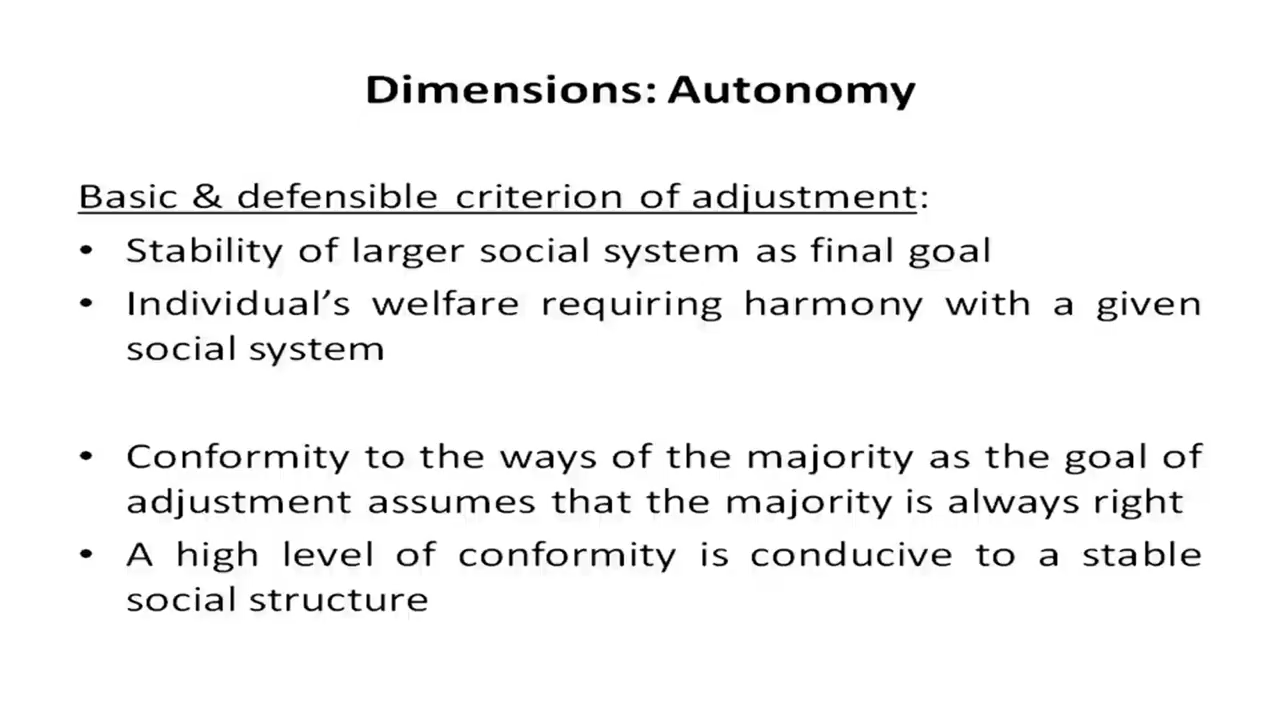 Dimensions: Autonomy
Basic & defensible criterion of adjustment:
• Stability of larger social system as final goal
• Individual’s welfare requiring harmony with a given
social system
• Conformity to the ways of the majority as the goal of
adjustment assumes that the majority is always right
• A high level of conformity is conducive to a stable
social structure